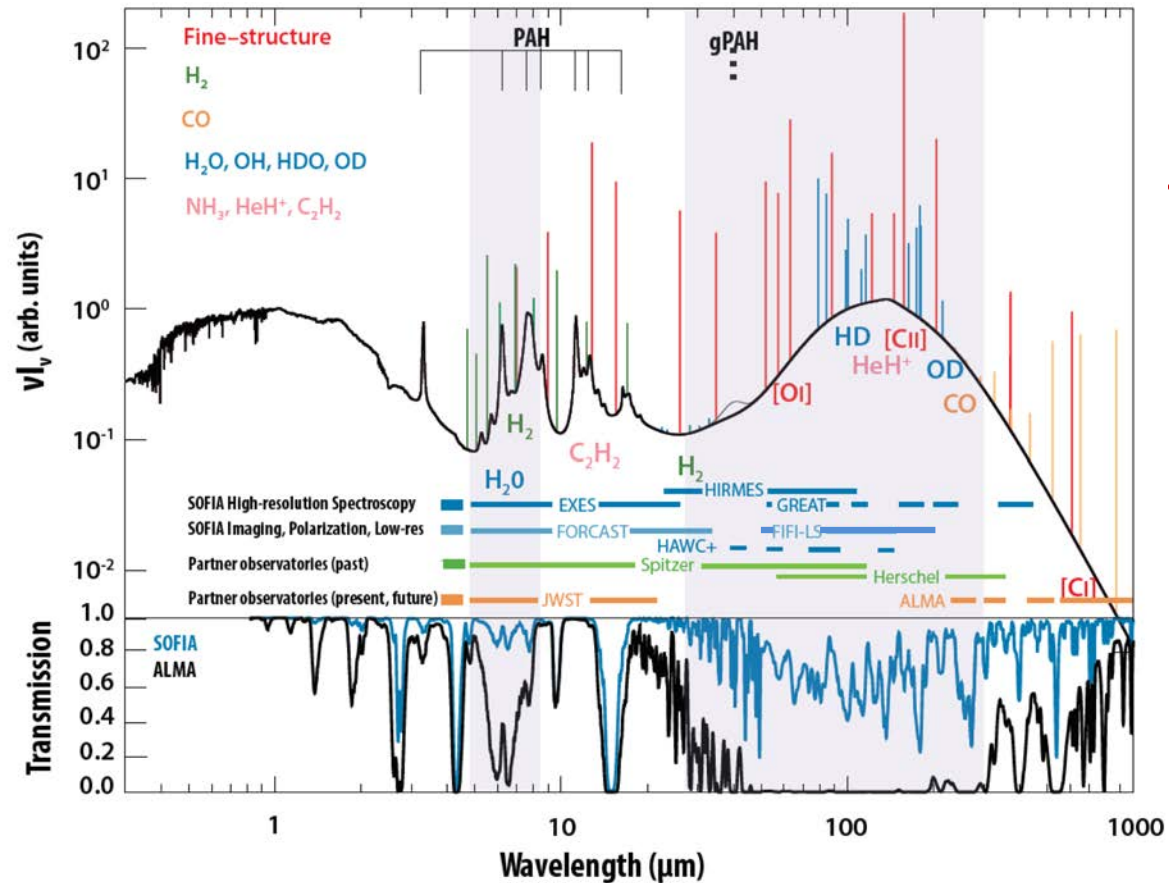 10²
10¹
10⁰
10⁻¹
10⁻²
νIᵥ (arb. units)
Fine–structure
H₂
CO
H₂O, OH, HDO, OD
NH₃, HeH⁺, C₂H₂
PAH
gPAH
HD
[CII]
HeH⁺
OD
[OI]
CO
H₂
C₂H₂
H₂
H₂0
SOFIA High-resolution Spectroscopy
HIRMES
EXES
GREAT
SOFIA Imaging, Polarization, Low-res
FORCAST
FIFI-LS
HAWC+
Partner observatories (past)
Spitzer
Herschel
[CI]
Partner observatories (present, future)
JWST
ALMA
Transmission
1.0
0.8
0.6
0.4
0.2
0.0
SOFIA
ALMA
1
10
100
1000
Wavelength (µm)